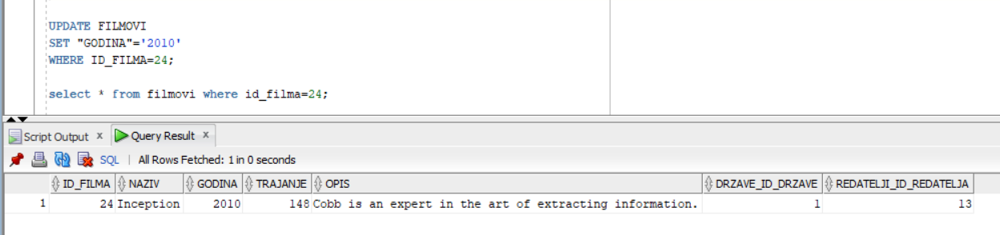 UPDATE FILMOVI
SET "GODINA"='2010'
WHERE ID_FILMA=24;
select * from filmovi where id_filma=24;
Script Output x Query Result x
SQL | All Rows Fetched: 1 in 0 seconds
ID_FILMA NAZIV GODINA TRAJANJE OPIS DRZAVE_ID_DRZAVE REDATELJI_ID_REDATELJA
1 24 Inception 2010 148 Cobb is an expert in the art of extracting information. 1 13